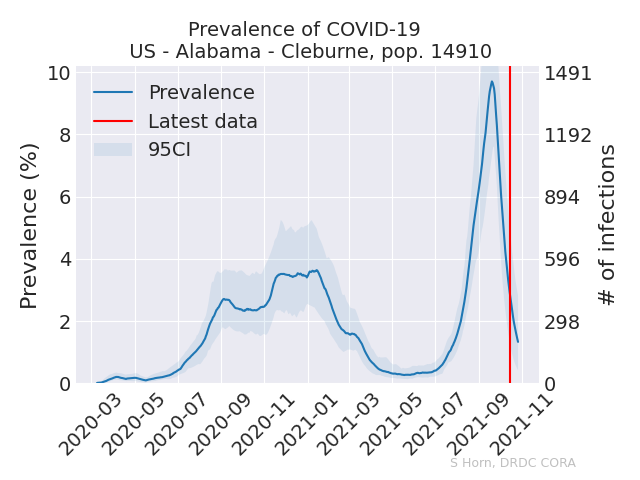 Prevalence of COVID-19
US - Alabama - Cleburne, pop. 14910
Prevalence
Latest data
95CI
Prevalence (%)
10
8
6
4
2
0
1491
1192
894
596
298
0
# of infections
2020-03
2020-05
2020-07
2020-09
2020-11
2021-01
2021-03
2021-05
2021-07
2021-09
2021-11
S Horn, DRDC CORA